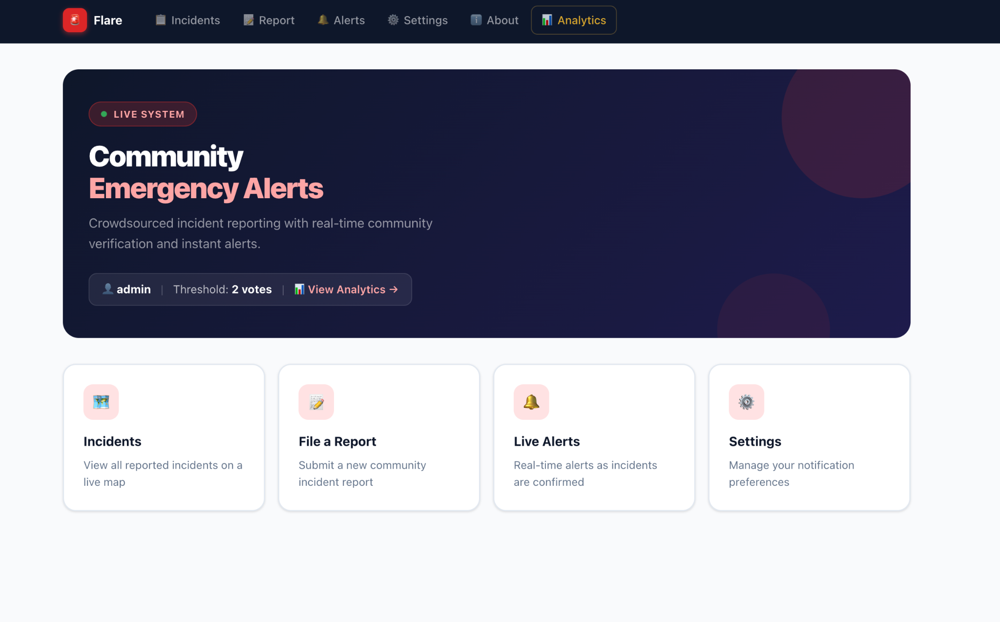 Flare
Incidents
Report
Alerts
Settings
About
Analytics
LIVE SYSTEM
Community
Emergency Alerts
Crowdsourced incident reporting with real-time community
verification and instant alerts.
admin | Threshold: 2 votes | View Analytics →
Incidents
View all reported incidents on a
live map
File a Report
Submit a new community
incident report
Live Alerts
Real-time alerts as incidents
are confirmed
Settings
Manage your notification
preferences